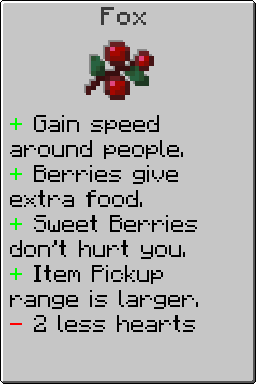 Fox
+ Gain speed
around people.
+ Berries give
extra food.
+ Sweet Berries
don't hurt you.
+ Item Pickup
range is larger.
- 2 less hearts